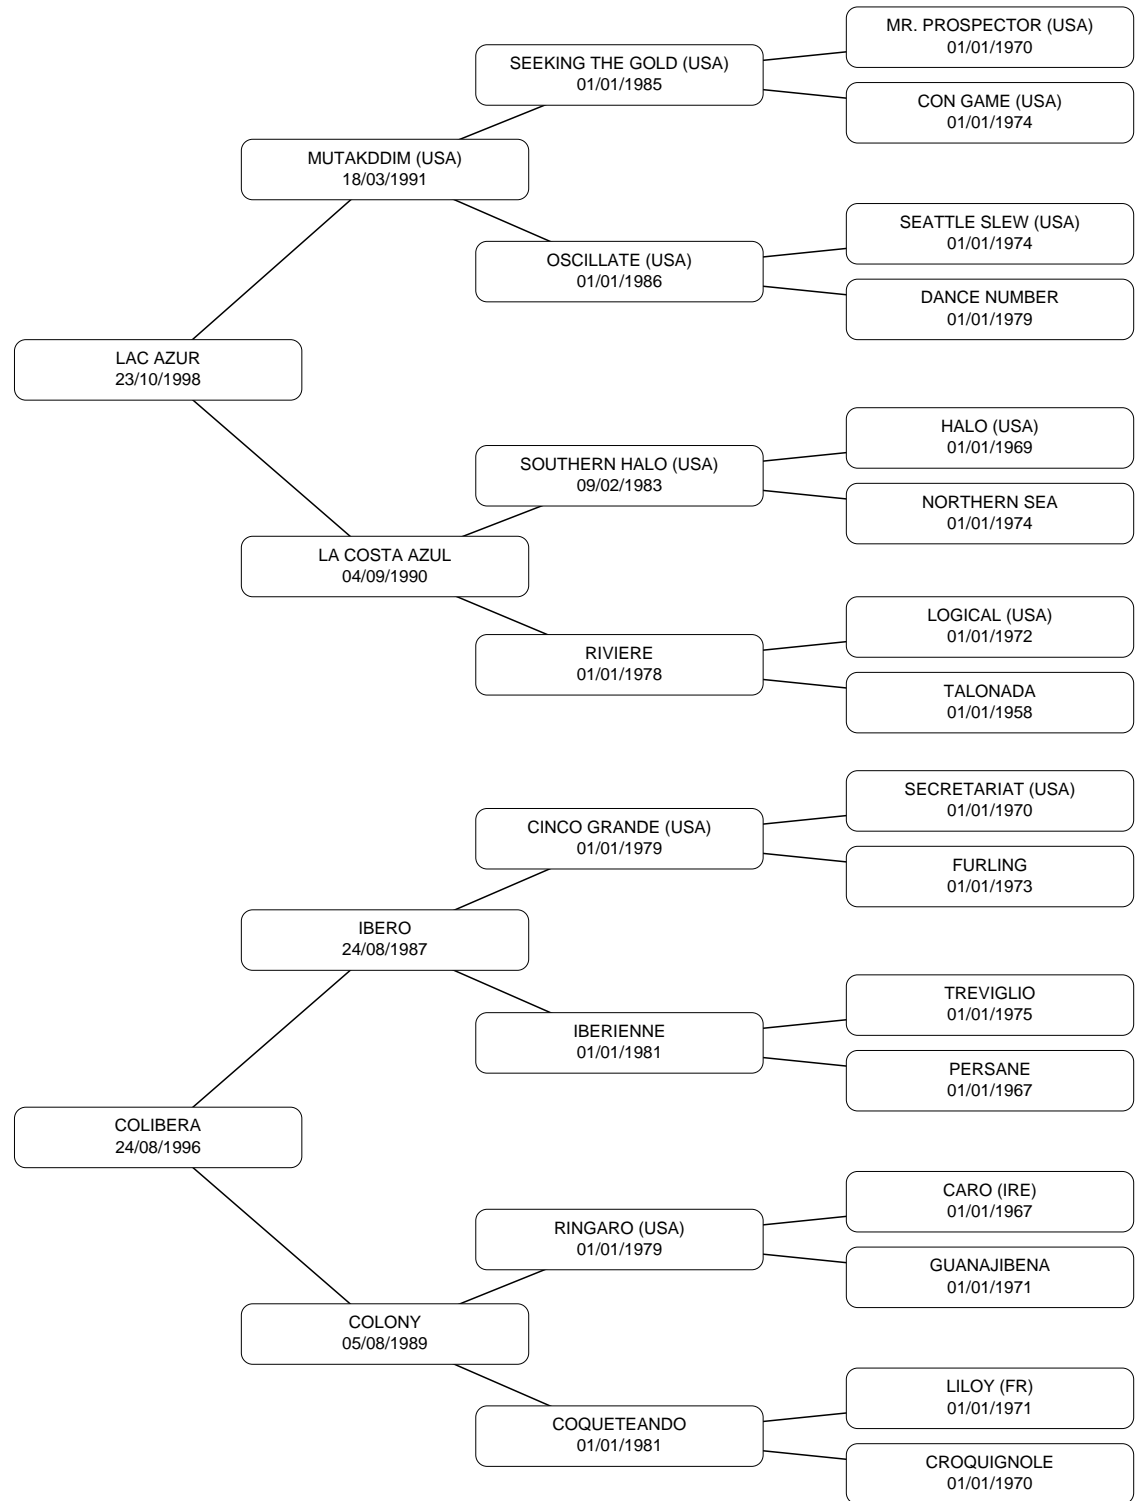 MR. PROSPECTOR (USA)
01/01/1970
SEEKING THE GOLD (USA)
01/01/1985
CON GAME (USA)
01/01/1974
MUTAKDDIM (USA)
18/03/1991
SEATTLE SLEW (USA)
01/01/1974
OSCILLATE (USA)
01/01/1986
DANCE NUMBER
01/01/1979
LAC AZUR
23/10/1998
HALO (USA)
01/01/1969
SOUTHERN HALO (USA)
09/02/1983
NORTHERN SEA
01/01/1974
LA COSTA AZUL
04/09/1990
LOGICAL (USA)
01/01/1972
RIVIERE
01/01/1978
TALONADA
01/01/1958
SECRETARIAT (USA)
01/01/1970
CINCO GRANDE (USA)
01/01/1979
FURLING
01/01/1973
IBERO
24/08/1987
TREVIGLIO
01/01/1975
IBERIENNE
01/01/1981
PERSANE
01/01/1967
COLIBERA
24/08/1996
CARO (IRE)
01/01/1967
RINGARO (USA)
01/01/1979
GUANAJIBENA
01/01/1971
COLONY
05/08/1989
LILOY (FR)
01/01/1971
COQUETEANDO
01/01/1981
CROQUIGNOLE
01/01/1970